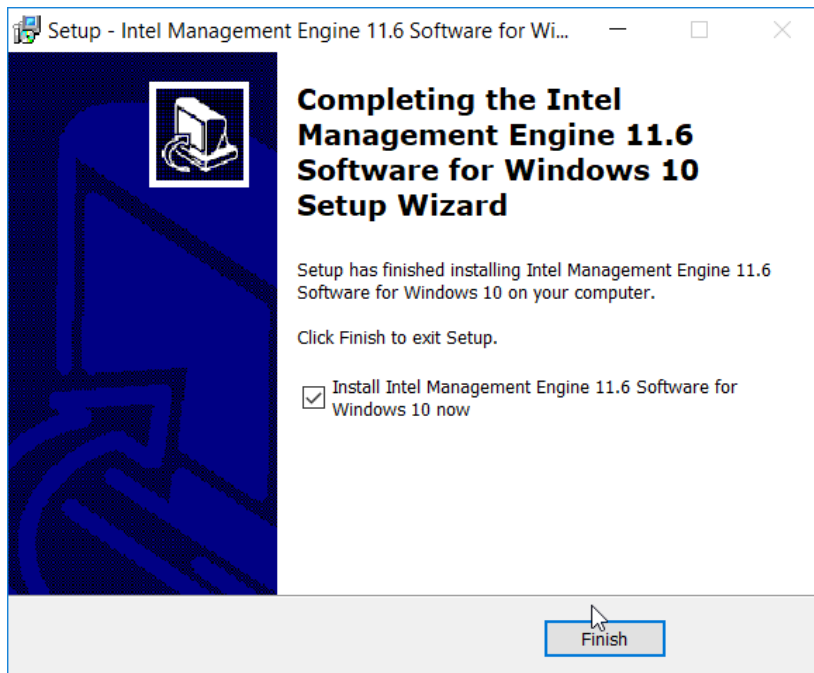 Setup - Intel Management Engine 11.6 Software for Wi...
Completing the Intel
Management Engine 11.6
Software for Windows 10
Setup Wizard
Setup has finished installing Intel Management Engine 11.6
Software for Windows 10 on your computer.
Click Finish to exit Setup.
Install Intel Management Engine 11.6 Software for
Windows 10 now
Finish